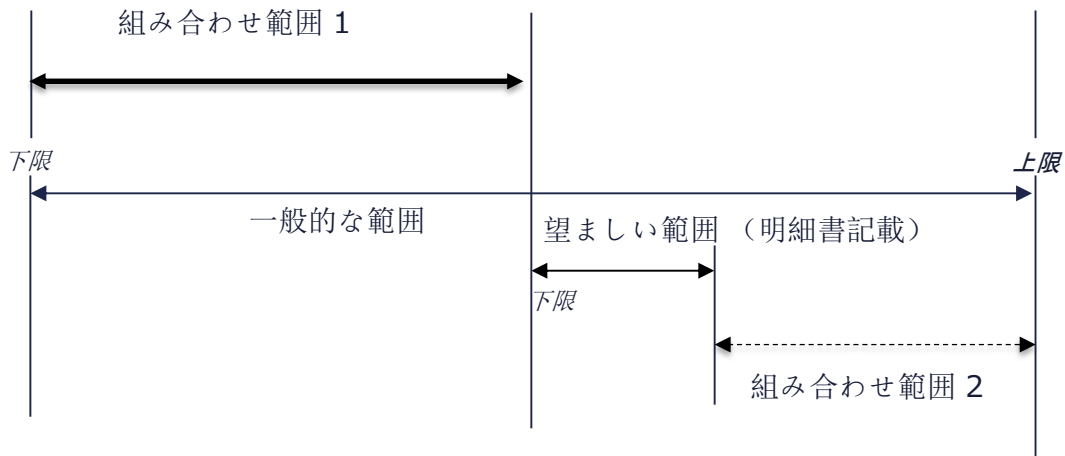 組み合わせ範囲 1
下限
上限
一般的な範囲
望ましい範囲 （明細書記載）
下限
組み合わせ範囲 2